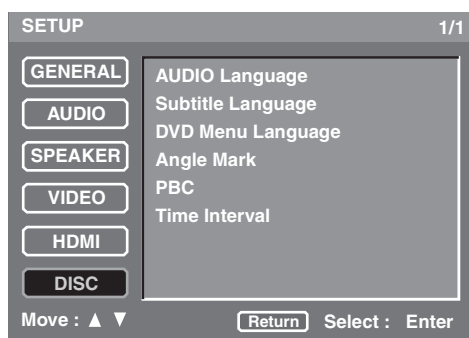 SETUP 1/1
GENERAL
AUDIO
SPEAKER
VIDEO
HDMI
DISC
AUDIO Language
Subtitle Language
DVD Menu Language
Angle Mark
PBC
Time Interval
Move : ▲ ▼ Return Select : Enter